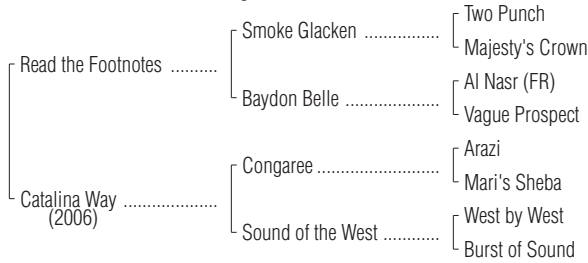 Two Punch
Smoke Glacken ................
Majesty's Crown
Read the Footnotes ..........
Al Nasr (FR)
Baydon Belle ....................
Vague Prospect
Arazi
Congaree ..........................
Mari's Sheba
Catalina Way ....................
(2006)
West by West
Sound of the West ............
Burst of Sound